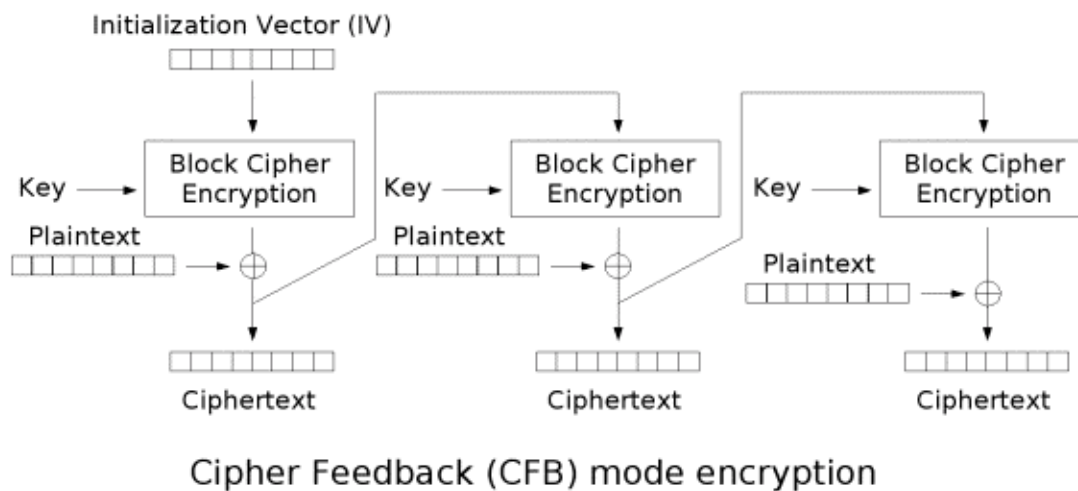 Initialization Vector (IV)
Block Cipher
Encryption
Key
Plaintext
Ciphertext
Block Cipher
Encryption
Key
Plaintext
Ciphertext
Block Cipher
Encryption
Key
Plaintext
Ciphertext
Cipher Feedback (CFB) mode encryption